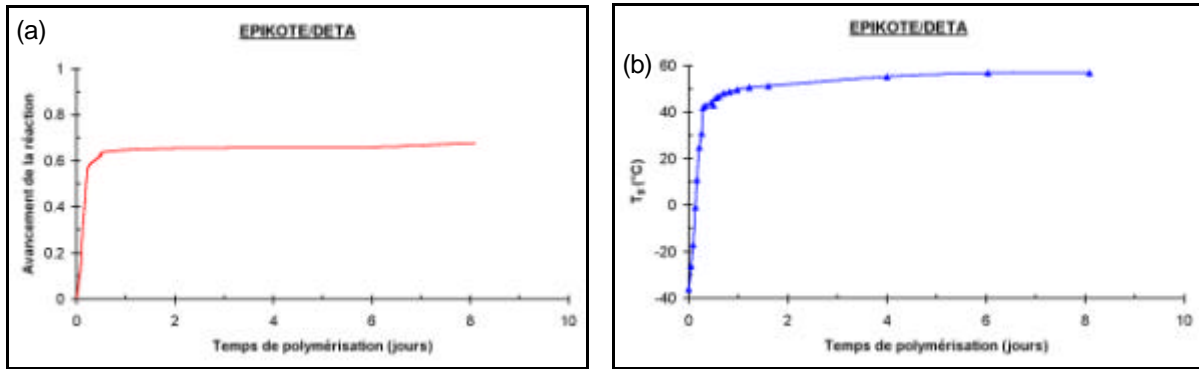 (a)
EPIKOTE/DETA
Avancement de la réaction
1
0.8
0.6
0.4
0.2
0
0 2 4 6 8 10
Temps de polymérisation (jours)
(b)
EPIKOTE/DETA
Tg (°C)
60
40
20
0
-20
-40
0 2 4 6 8 10
Temps de polymérisation (jours)